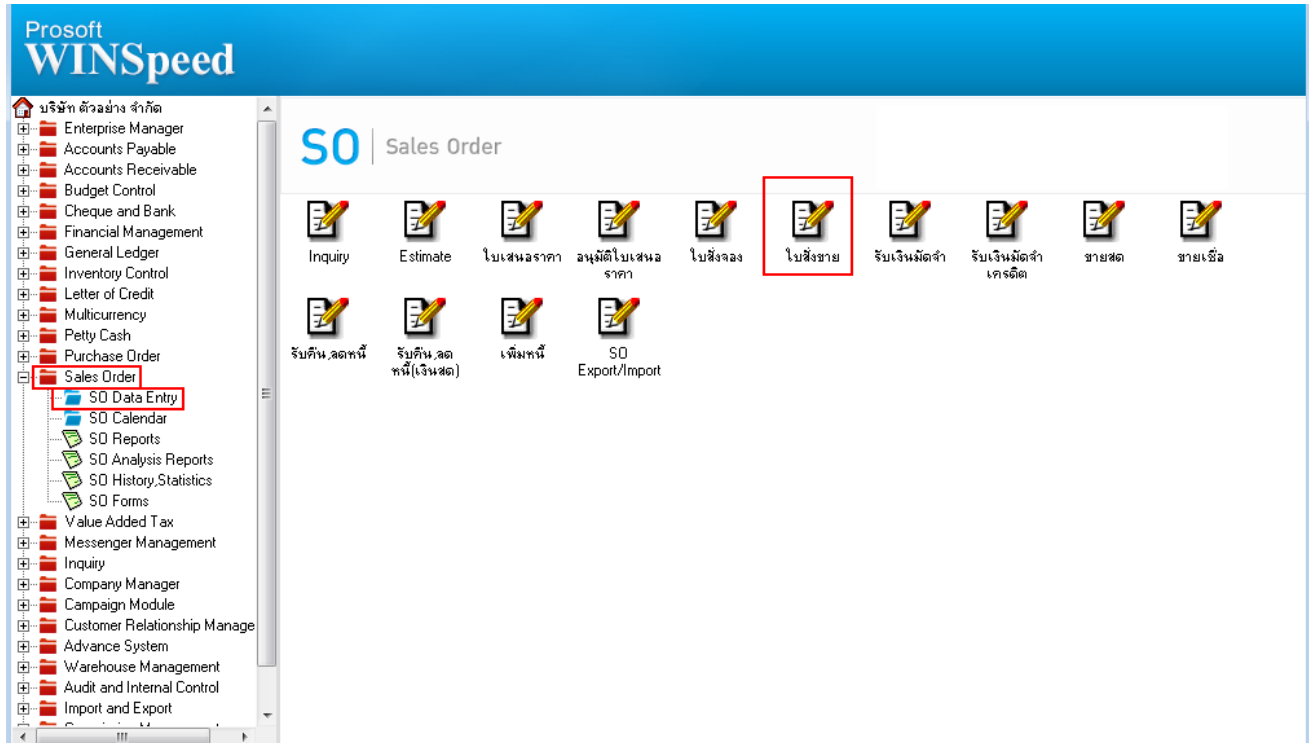 Prosoft
WINSpeed
บริษัท ตัวอย่าง จำกัด
Enterprise Manager
Accounts Payable
Accounts Receivable
Budget Control
Cheque and Bank
Financial Management
General Ledger
Inventory Control
Letter of Credit
Multicurrency
Petty Cash
Purchase Order
Sales Order
SO Data Entry
SO Calendar
SO Reports
SO Analysis Reports
SO History,Statistics
SO Forms
Value Added Tax
Messenger Management
Inquiry
Company Manager
Campaign Module
Customer Relationship Manage
Advance System
Warehouse Management
Audit and Internal Control
Import and Export
SO | Sales Order
Inquiry
Estimate
ใบเสนอราคา
อนุมัติใบเสนอ
ราคา
ใบสั่งจอง
ใบสั่งขาย
รับเงินมัดจำ
รับเงินมัดจำ
เครดิต
ขายสด
ขายเชื่อ
รับคืน,ลดหนี้
รับคืน,ลด
หนี้(เงินสด)
เพิ่มหนี้
SO
Export/Import